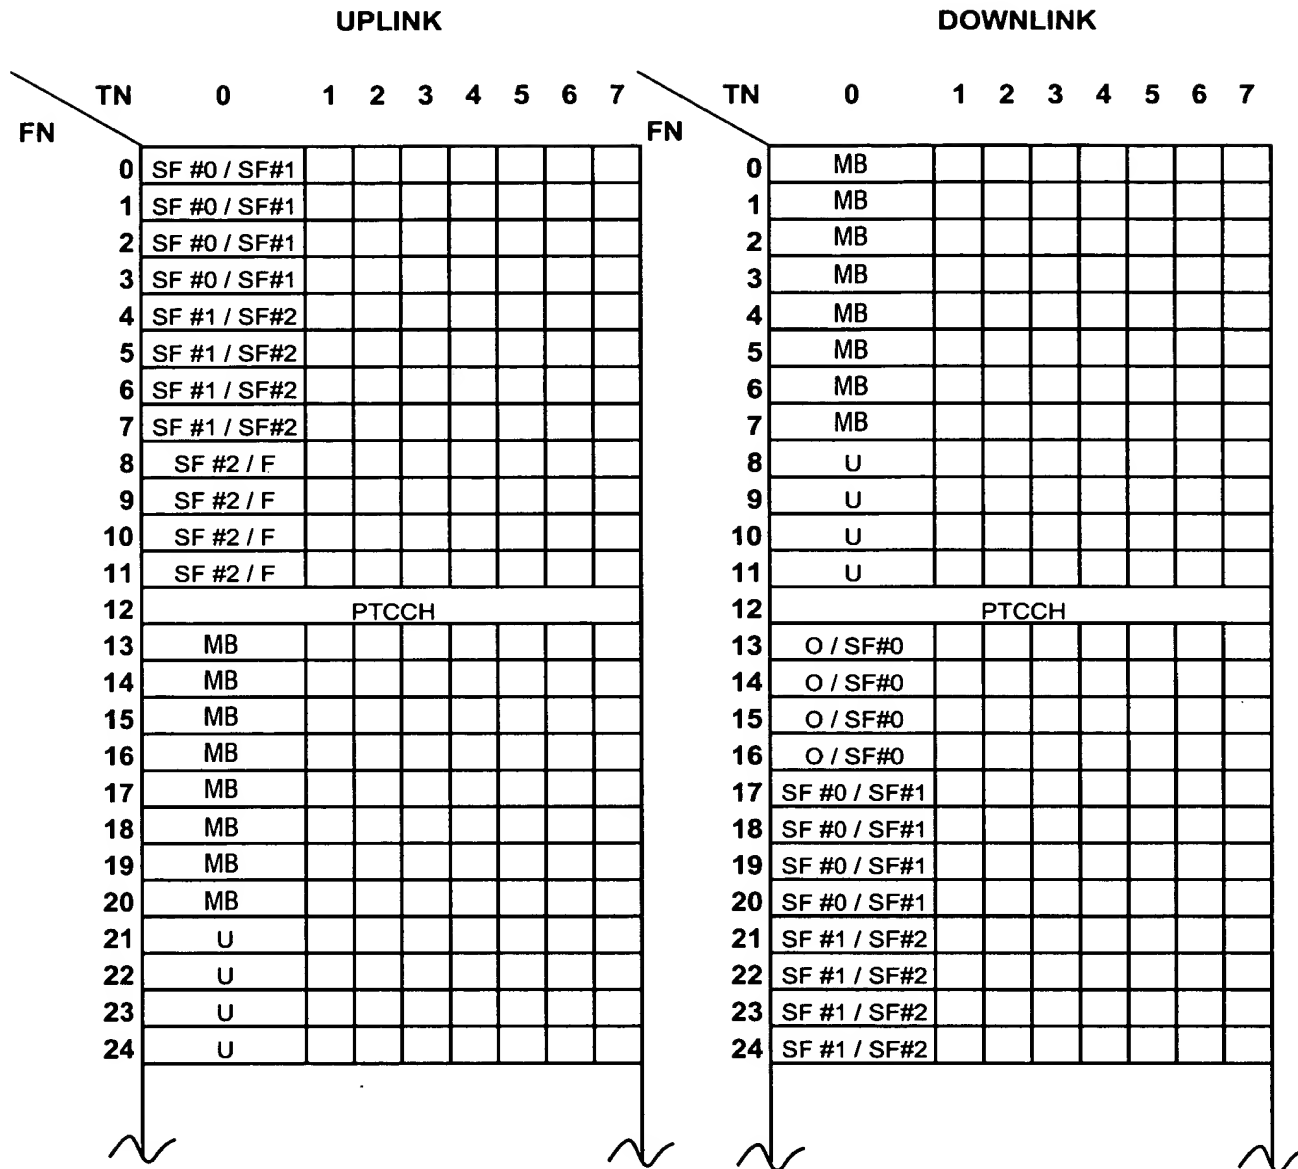 UPLINK DOWNLINK
TN 0 1 2 3 4 5 6 7 TN 0 1 2 3 4 5 6 7
FN FN
0 SF #0 / SF#1 0 MB
1 SF #0 / SF#1 1 MB
2 SF #0 / SF#1 2 MB
3 SF #0 / SF#1 3 MB
4 SF #1 / SF#2 4 MB
5 SF #1 / SF#2 5 MB
6 SF #1 / SF#2 6 MB
7 SF #1 / SF#2 7 MB
8 SF #2 / F 8 U
9 SF #2 / F 9 U
10 SF #2 / F 10 U
11 SF #2 / F 11 U
12 PTCCH 12 PTCCH
13 MB 13 O / SF#0
14 MB 14 O / SF#0
15 MB 15 O / SF#0
16 MB 16 O / SF#0
17 MB 17 SF #0 / SF#1
18 MB 18 SF #0 / SF#1
19 MB 19 SF #0 / SF#1
20 MB 20 SF #0 / SF#1
21 U 21 SF #1 / SF#2
22 U 22 SF #1 / SF#2
23 U 23 SF #1 / SF#2
24 U 24 SF #1 / SF#2